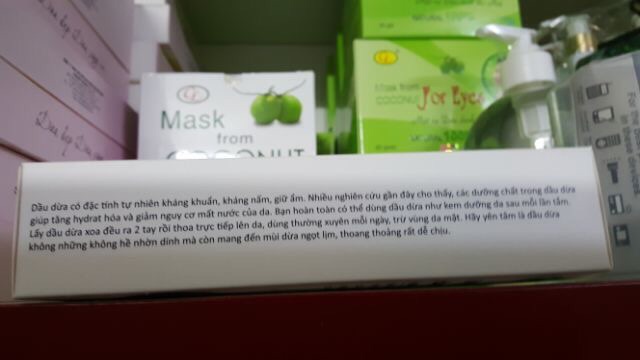 Mask
from
COCONUT
Mask from
COCONUT For Eyes
Dầu dừa có đặc tính tự nhiên kháng khuẩn, kháng nấm, giữ ẩm. Nhiều nghiên cứu gần đây cho thấy, các dưỡng chất trong dầu dừa
giúp tăng hydrat hóa và giảm nguy cơ mất nước của da. Bạn hoàn toàn có thể dùng dầu dừa như kem dưỡng da sau mỗi lần tắm.
Lấy dầu dừa xoa đều ra 2 tay rồi thoa trực tiếp lên da, dùng thường xuyên mỗi ngày, trừ vùng da mặt. Hãy yên tâm là dầu dừa
không những không hề nhờn dính mà còn mang đến mùi dừa ngọt lịm, thoang thoảng rất dễ chịu.